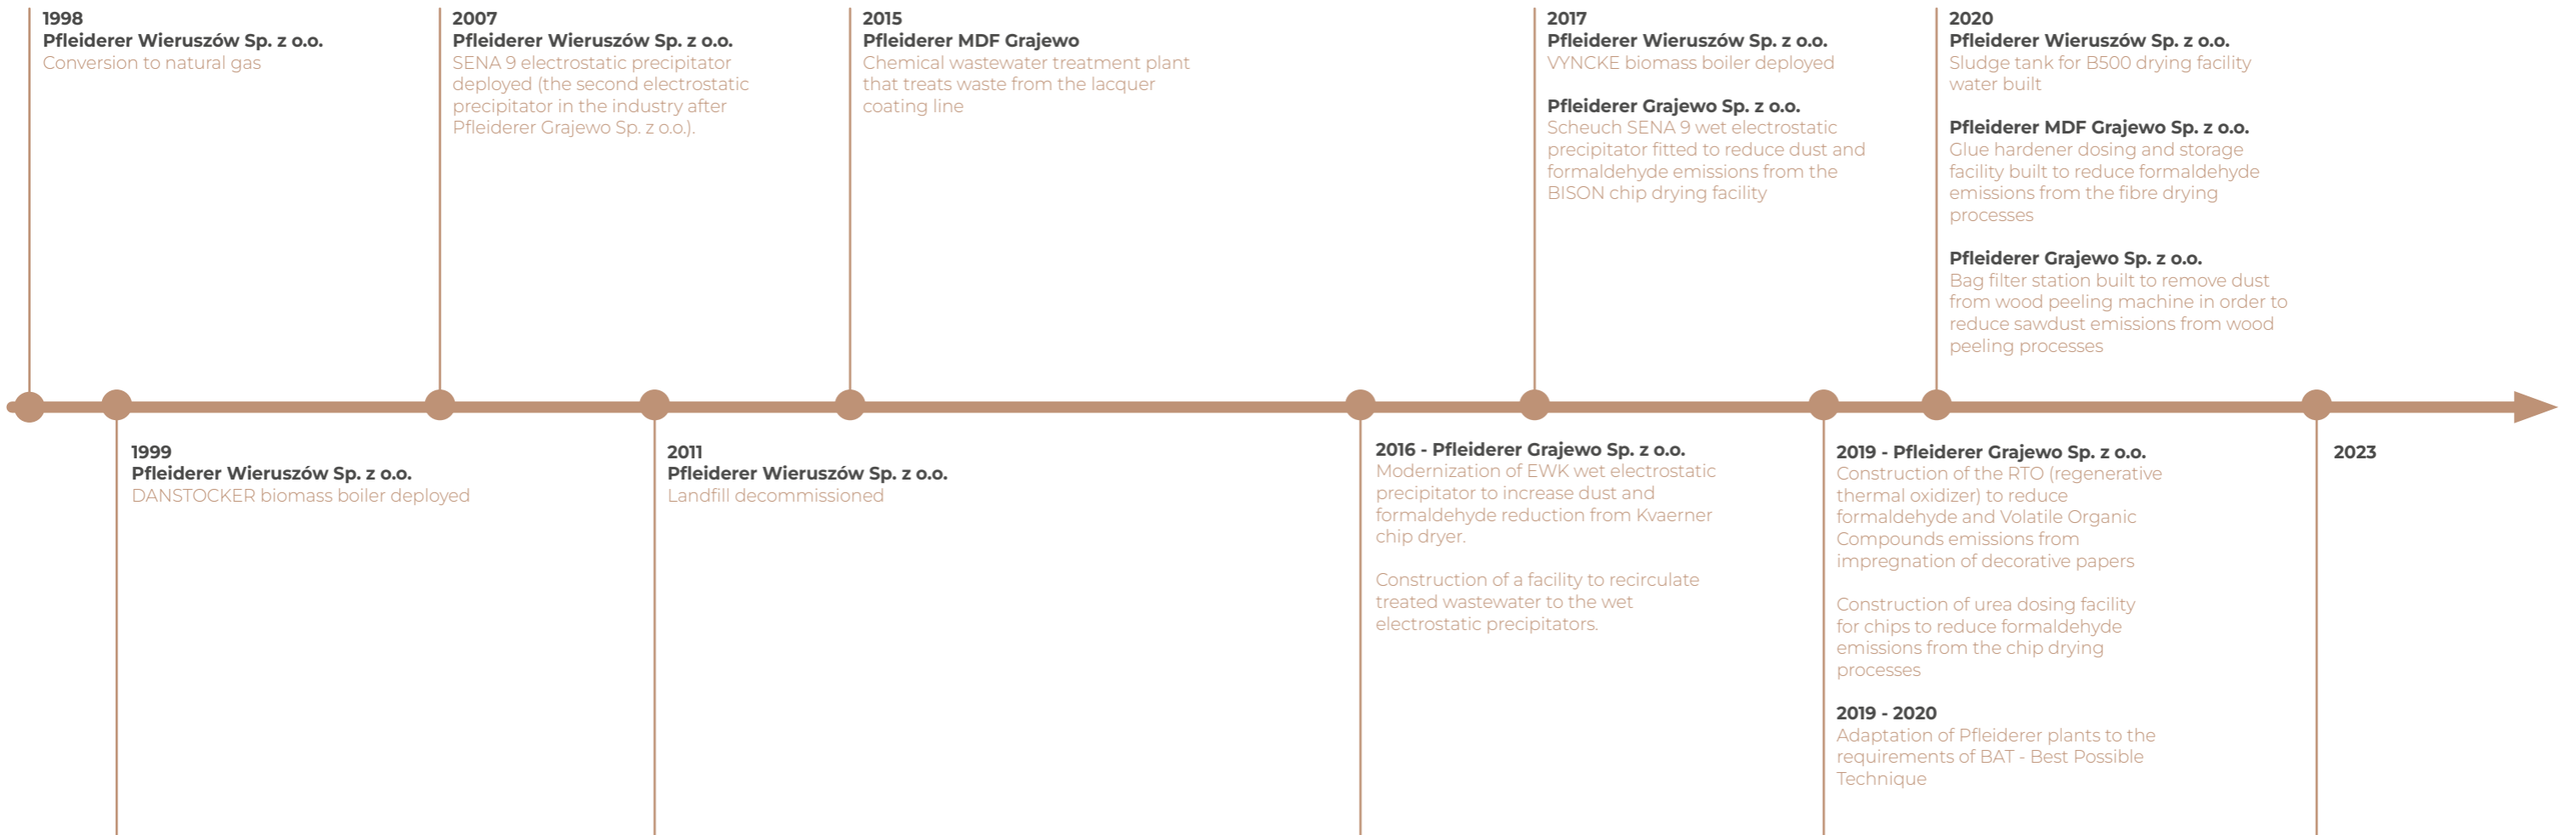 1998
Pfleiderer Wieruszów Sp. z o.o.
Conversion to natural gas
2007
Pfleiderer Wieruszów Sp. z o.o.
SENA 9 electrostatic precipitator
deployed (the second electrostatic
precipitator in the industry after
Pfleiderer Grajewo Sp. z o.o.).
2015
Pfleiderer MDF Grajewo
Chemical wastewater treatment plant
that treats waste from the lacquer
coating line
2017
Pfleiderer Wieruszów Sp. z o.o.
VYNCKE biomass boiler deployed
Pfleiderer Grajewo Sp. z o.o.
Scheuch SENA 9 wet electrostatic
precipitator fitted to reduce dust and
formaldehyde emissions from the
BISON chip drying facility
2020
Pfleiderer Wieruszów Sp. z o.o.
Sludge tank for B500 drying facility
water built
Pfleiderer MDF Grajewo Sp. z o.o.
Glue hardener dosing and storage
facility built to reduce formaldehyde
emissions from the fibre drying
processes
Pfleiderer Grajewo Sp. z o.o.
Bag filter station built to remove dust
from wood peeling machine in order to
reduce sawdust emissions from wood
peeling processes
1999
Pfleiderer Wieruszów Sp. z o.o.
DANSTOCKER biomass boiler deployed
2011
Pfleiderer Wieruszów Sp. z o.o.
Landfill decommissioned
2016 - Pfleiderer Grajewo Sp. z o.o.
Modernization of EWK wet electrostatic
precipitator to increase dust and
formaldehyde reduction from Kvaerner
chip dryer.
Construction of a facility to recirculate
treated wastewater to the wet
electrostatic precipitators.
2019 - Pfleiderer Grajewo Sp. z o.o.
Construction of the RTO (regenerative
thermal oxidizer) to reduce
formaldehyde and Volatile Organic
Compounds emissions from
impregnation of decorative papers
Construction of urea dosing facility
for chips to reduce formaldehyde
emissions from the chip drying
processes
2019 - 2020
Adaptation of Pfleiderer plants to the
requirements of BAT - Best Possible
Technique
2023